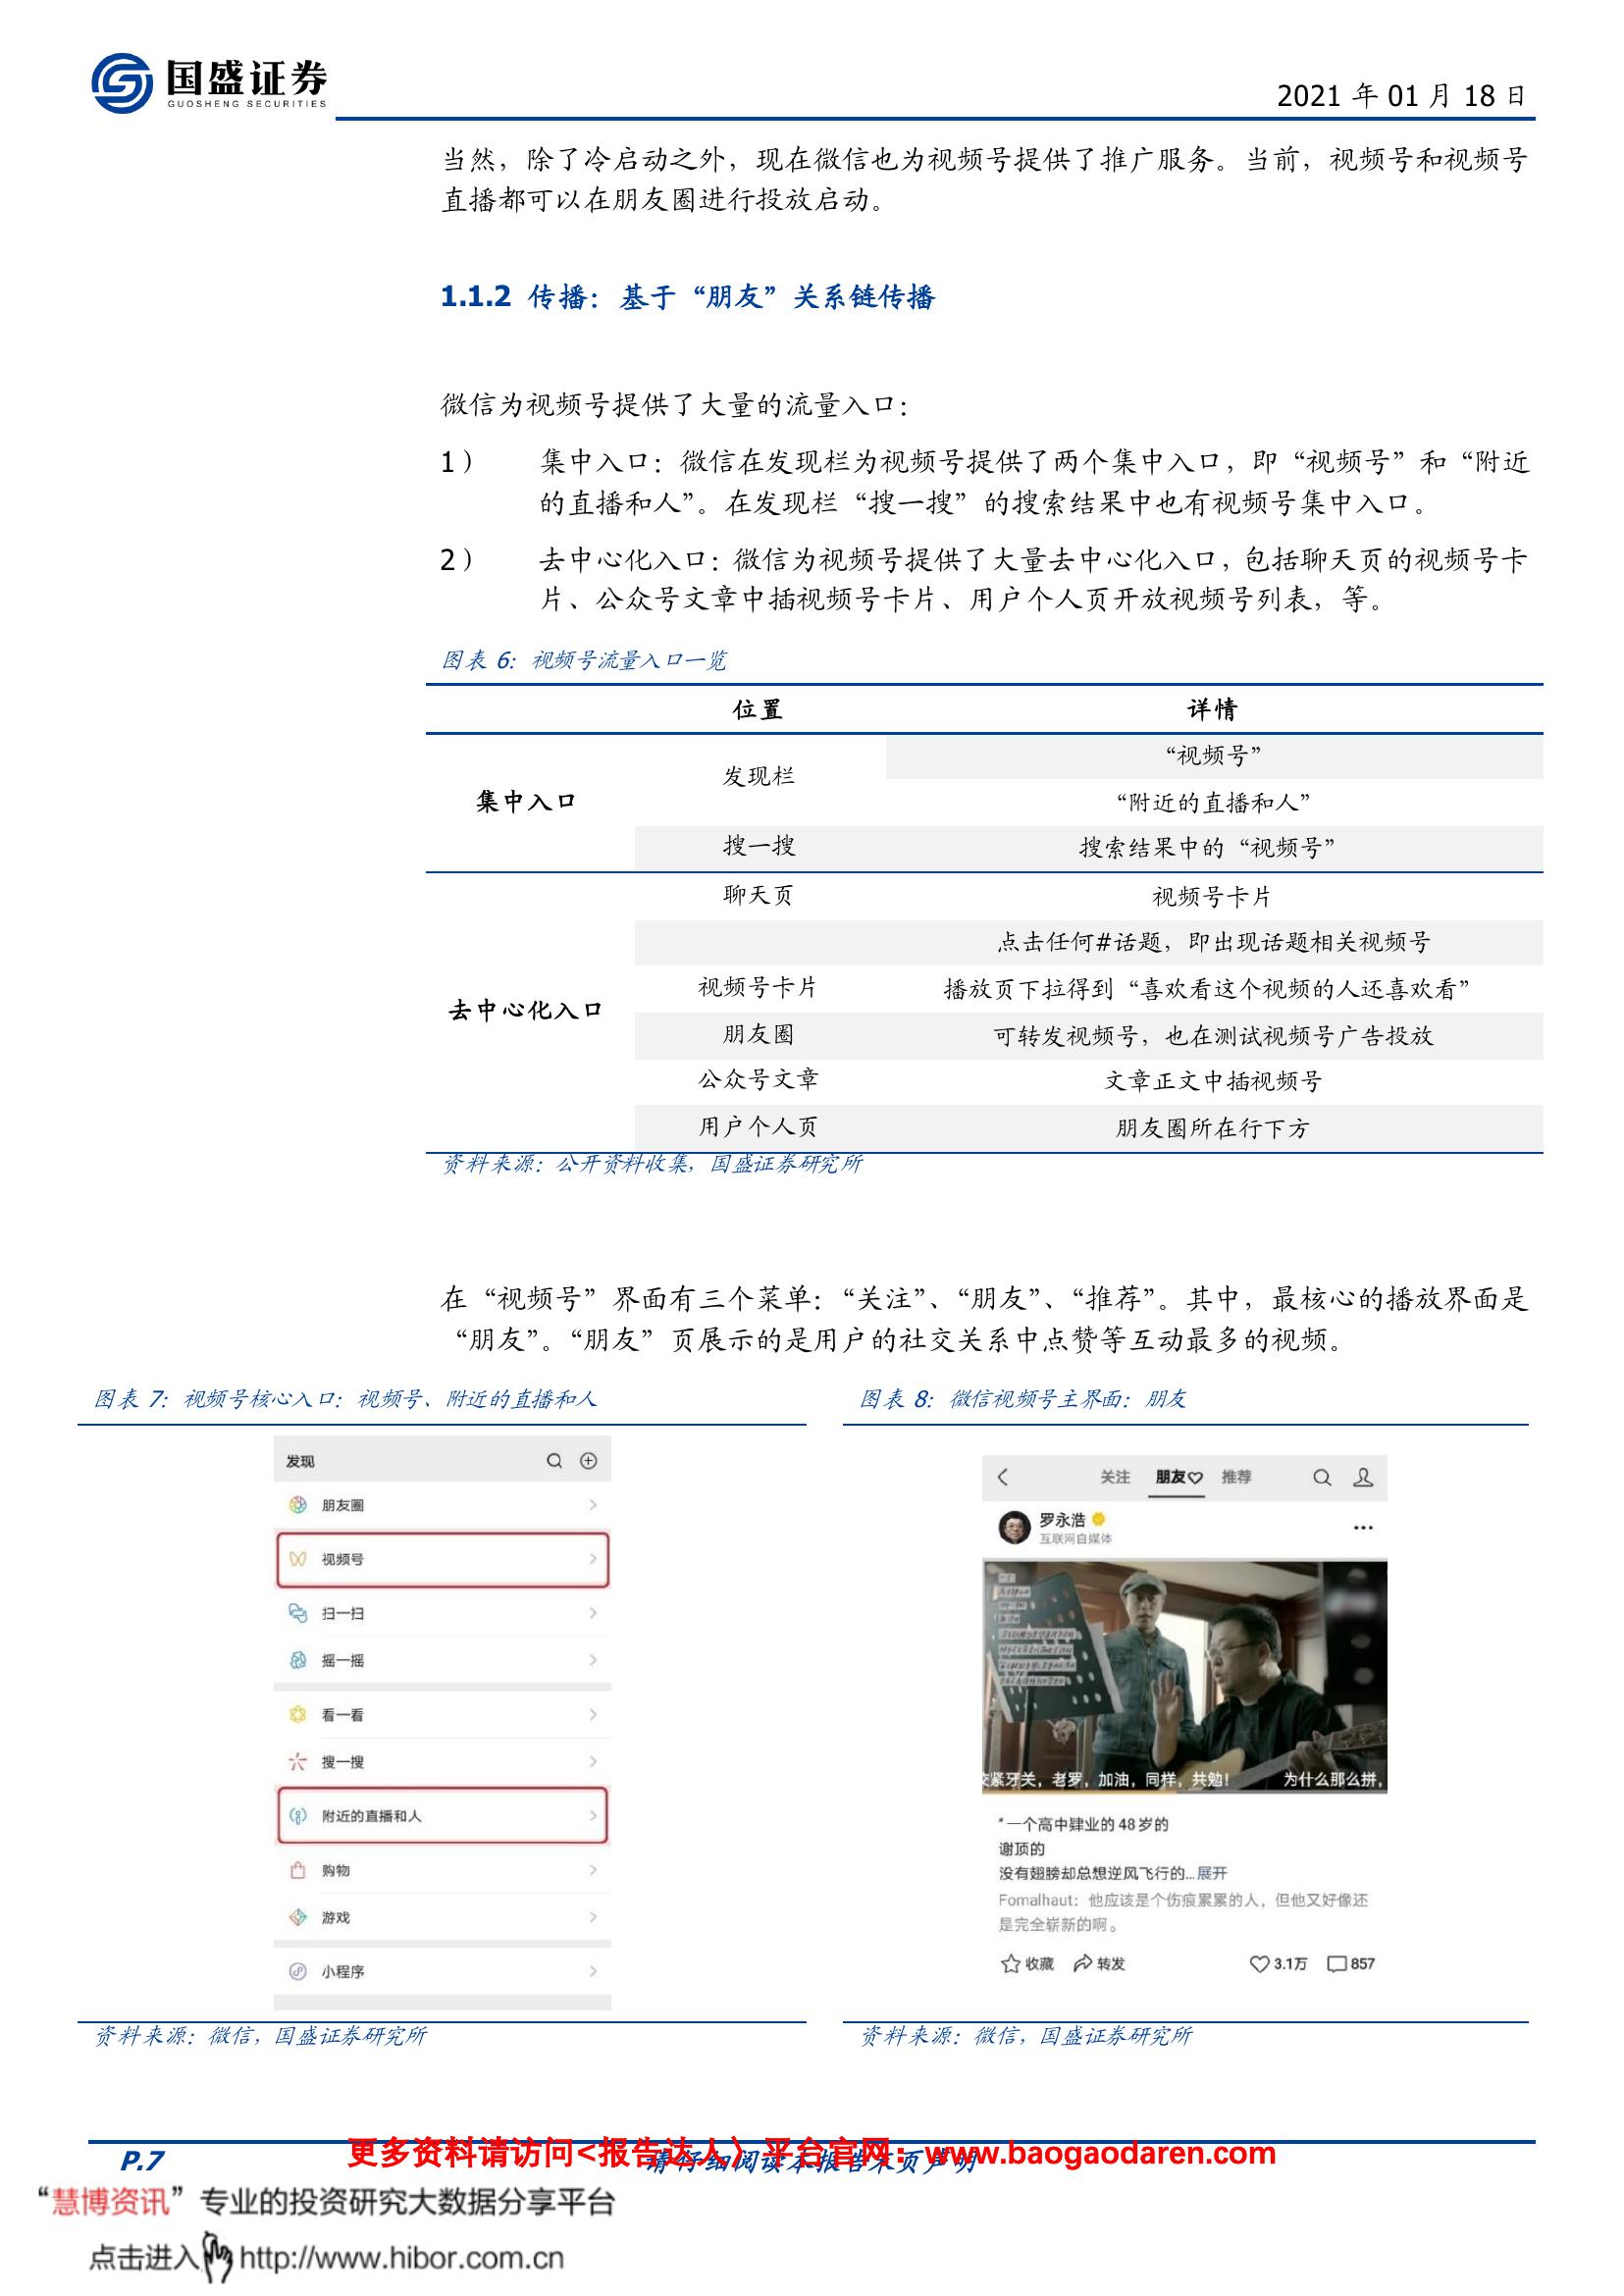 国盛证券
GUOSHENG SECURITIES
2021 年 01 月 18 日
当然，除了冷启动之外，现在微信也为视频号提供了推广服务。当前，视频号和视频号
直播都可以在朋友圈进行投放启动。
1.1.2 传播：基于“朋友”关系链传播
微信为视频号提供了大量的流量入口：
1） 集中入口：微信在发现栏为视频号提供了两个集中入口，即“视频号”和“附近
的直播和人”。在发现栏“搜一搜”的搜索结果中也有视频号集中入口。
2） 去中心化入口：微信为视频号提供了大量去中心化入口，包括聊天页的视频号卡
片、公众号文章中插视频号卡片、用户个人页开放视频号列表，等。
图表 6：视频号流量入口一览
位置 详情
集中入口 发现栏 “视频号”
“附近的直播和人”
搜一搜 搜索结果中的“视频号”
去中心化入口 聊天页 视频号卡片
点击任何#话题，即出现话题相关视频号
视频号卡片 播放页下拉得到“喜欢看这个视频的人还喜欢看”
朋友圈 可转发视频号，也在测试视频号广告投放
公众号文章 文章正文中插视频号
用户个人页 朋友圈所在行下方
资料来源：公开资料收集，国盛证券研究所
在“视频号”界面有三个菜单：“关注”、“朋友”、“推荐”。其中，最核心的播放界面是
“朋友”。“朋友”页展示的是用户的社交关系中点赞等互动最多的视频。
图表 7：视频号核心入口：视频号、附近的直播和人
发现
朋友圈
视频号
扫一扫
摇一摇
看一看
搜一搜
附近的直播和人
购物
游戏
小程序
资料来源：微信，国盛证券研究所
图表 8：微信视频号主界面：朋友
关注 朋友 推荐
罗永浩
互联网自媒体
咬紧牙关，老罗，加油，同样，共勉！ 为什么那么拼，
“一个高中肄业的 48 岁的
谢顶的
没有翅膀却总想逆风飞行的...展开
Fomalhaut：他应该是个伤痕累累的人，但他又好像还
是完全崭新的啊。
收藏 转发 3.1万 857
资料来源：微信，国盛证券研究所
P.7 请仔细阅读本报告末页声明
更多资料请访问<报告达人>平台官网：www.baogaodaren.com
“慧博资讯”专业的投资研究大数据分享平台
点击进入 http://www.hibor.com.cn